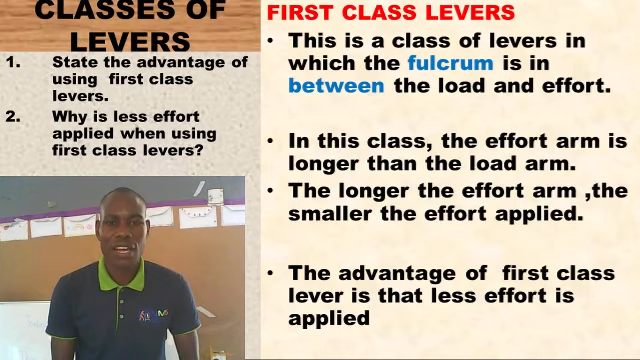 CLASSES OF
LEVERS
1. State the advantage of
using first class
levers.
2. Why is less effort
applied when using
first class levers?
FIRST CLASS LEVERS
• This is a class of levers in
which the fulcrum is in
between the load and effort.
• In this class, the effort arm is
longer than the load arm.
• The longer the effort arm ,the
smaller the effort applied.
• The advantage of first class
lever is that less effort is
applied